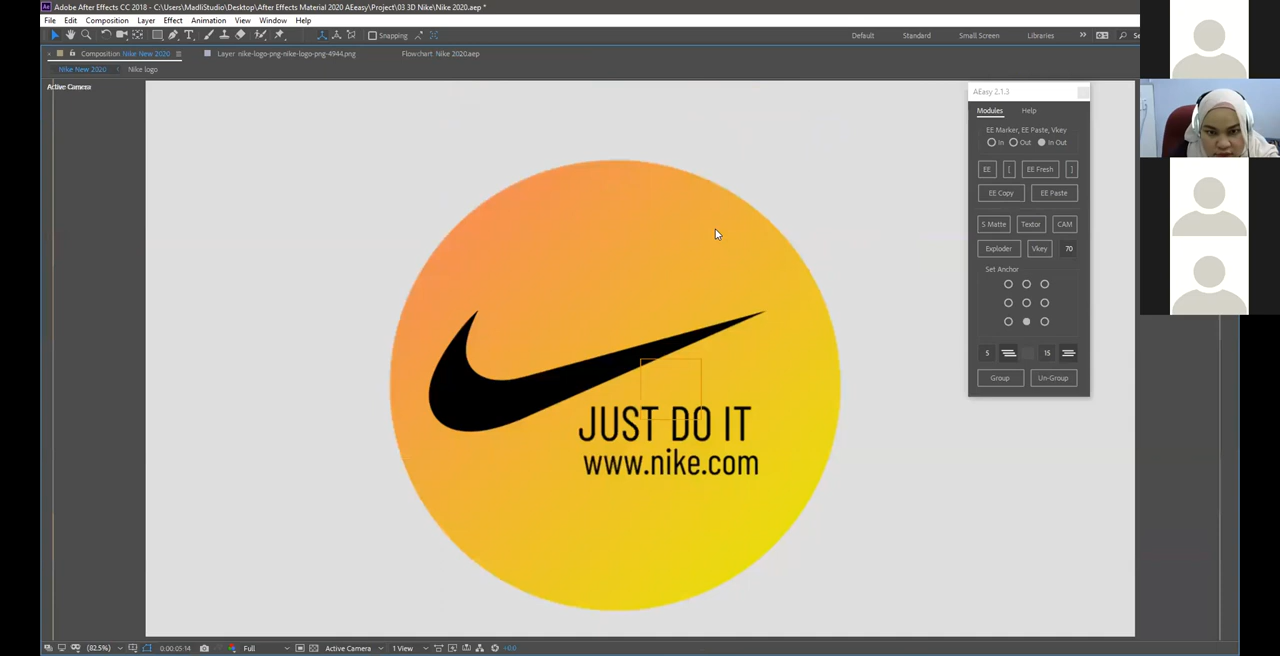 Adobe After Effects CC 2018 - C:\Users\MadliStudio\Desktop\After Effects Material 2020 AEeasy\Project\03 3D Nike\Nike 2020.aep *
File Edit Composition Layer Effect Animation View Window Help
Snapping Default Standard Small Screen Libraries Se
Composition Nike New 2020 Layer nike-logo-png-nike-logo-png-4944.png Flowchart Nike 2020.aep
Nike New 2020 Nike logo
Active Camera
AEasy 2.1.3
Modules Help
EE Marker, EE Paste, Vkey
In Out In Out
EE [ EE Fresh ]
EE Copy EE Paste
S Matte Textor CAM
Exploder Vkey 70
Set Anchor
5 15
Group Un-Group
JUST DO IT
www.nike.com
(82.5%) 0:00:05:14 Full Active Camera 1 View +0.0